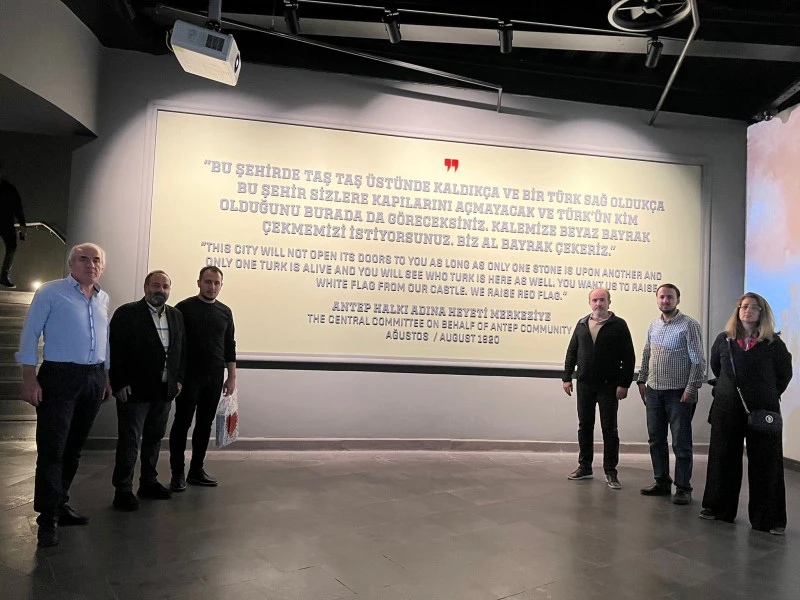 "BU ŞEHİRDE TAŞ TAŞ ÜSTÜNDE KALDIKÇA VE BİR TÜRK SAĞ OLDUKÇA
BU ŞEHİR SİZLERE KAPILARINI AÇMAYACAK VE TÜRK'ÜN KİM
OLDUĞUNU BURADA DA GÖRECEKSİNİZ. KALEMİZE BEYAZ BAYRAK
ÇEKMEMİZİ İSTİYORSUNUZ. BİZ AL BAYRAK ÇEKERİZ."
"THIS CITY WILL NOT OPEN ITS DOORS TO YOU AS LONG AS ONLY ONE STONE IS UPON ANOTHER AND
ONLY ONE TURK IS ALIVE AND YOU WILL SEE WHO TURK IS HERE AS WELL. YOU WANT US TO RAISE
WHITE FLAG FROM OUR CASTLE. WE RAISE RED FLAG."
ANTEP HALKI ADINA HEYETİ MERKEZİYE
THE CENTRAL COMMITTEE ON BEHALF OF ANTEP COMMUNITY
AĞUSTOS / AUGUST 1920